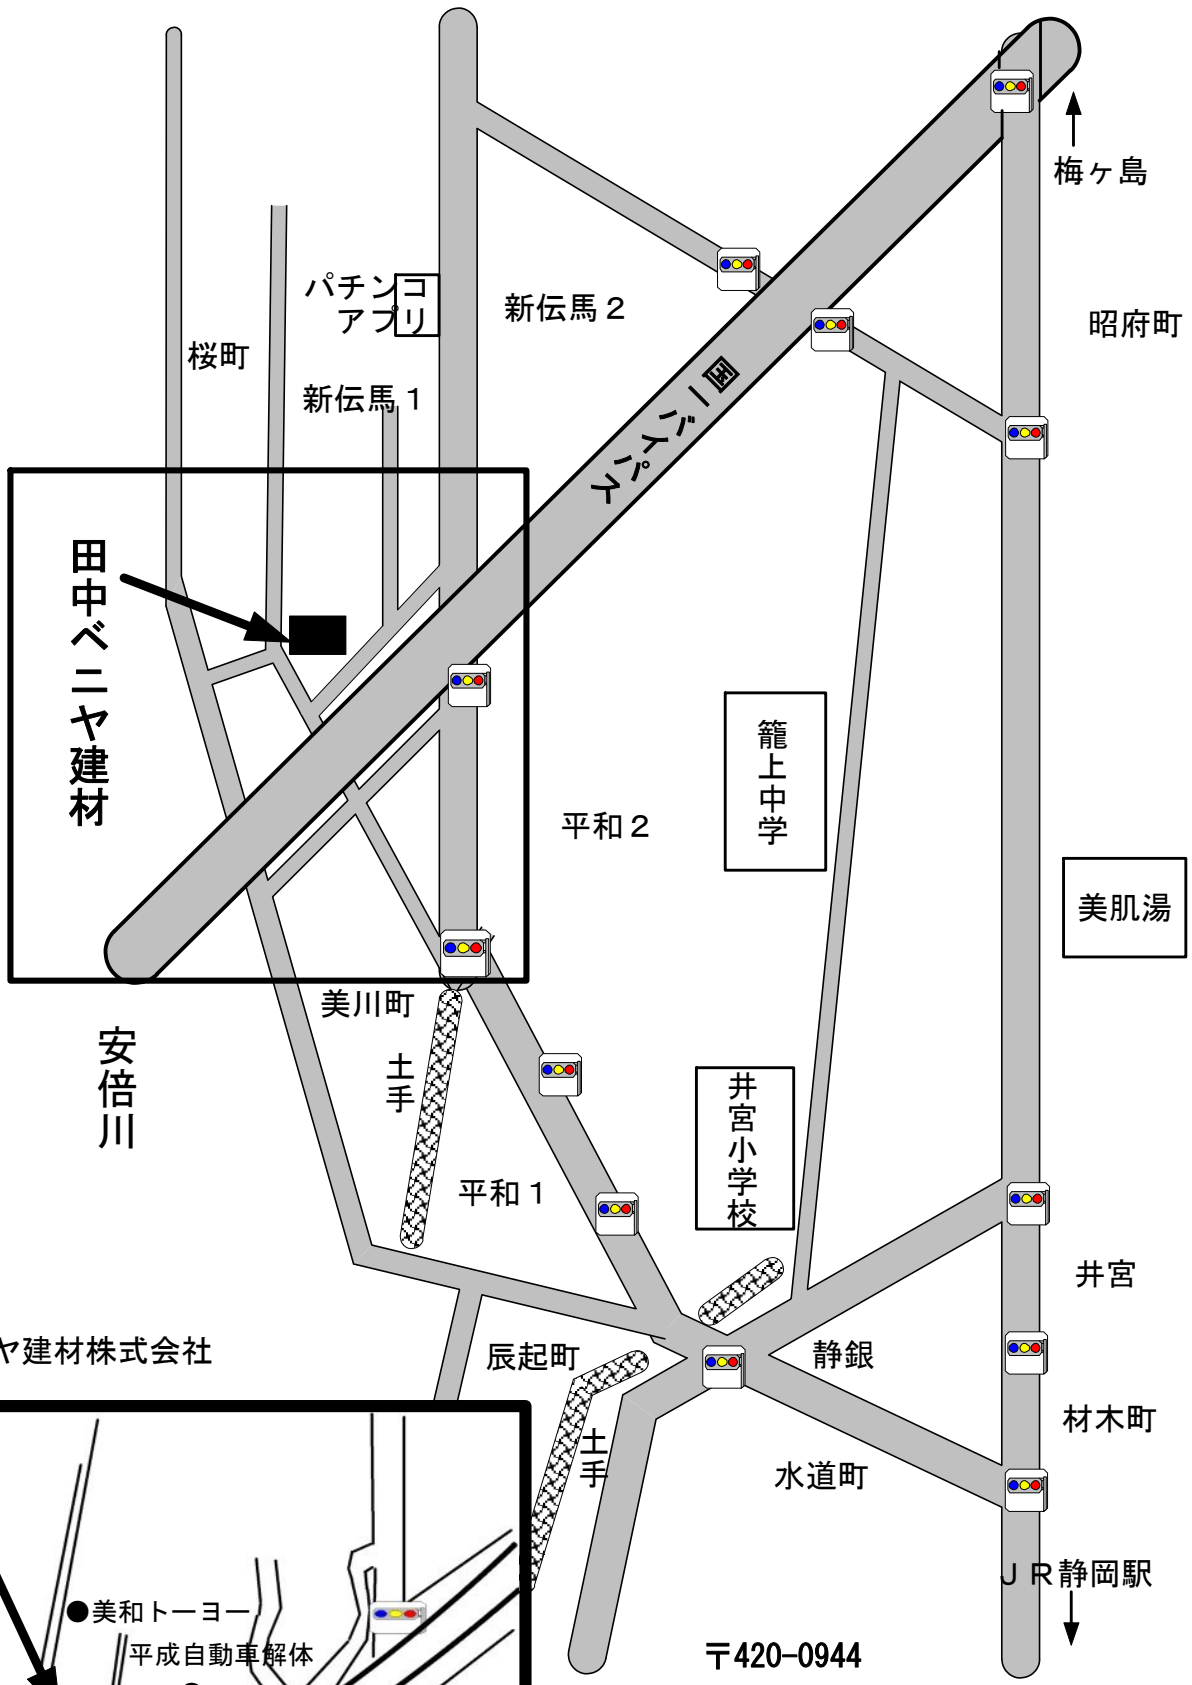 梅ヶ島
パチンコ
アプリ
新伝馬２
昭府町
桜町
新伝馬１
国一バイパス
田中ベニヤ建材
籠上中学
平和２
美肌湯
美川町
安倍川
土手
井宮小学校
平和１
井宮
ヤ建材株式会社
辰起町
静銀
材木町
土手
水道町
ＪＲ静岡駅
●美和トーヨー
平成自動車解体
〒420-0944